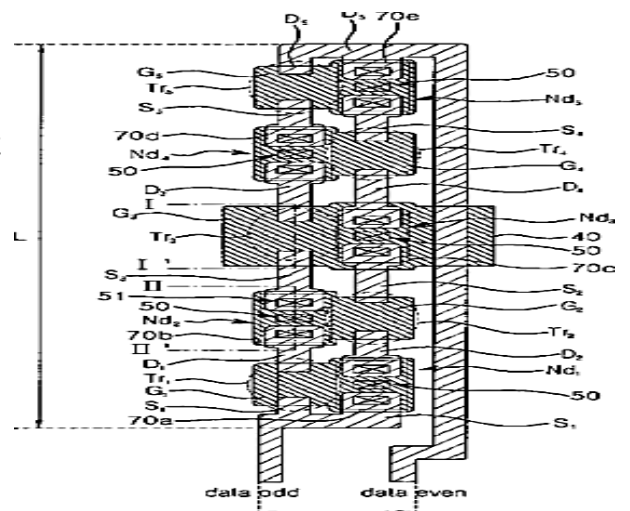 D₅ 70e
G₅ 50
Tr₅ Nd₅
S₅ S₄
70d Tr₄
Nd₄ G₄
50
D₃ D₄
I
G₃ Nd₃
L Tr₃ 40
50
I' 70c
S₃ S₂
II
51 G₂
50
Nd₂ Tr₂
70b
II' D₂
D₁ Nd₁
Tr₁ 50
G₁
S₁
70a S₁
data odd data even